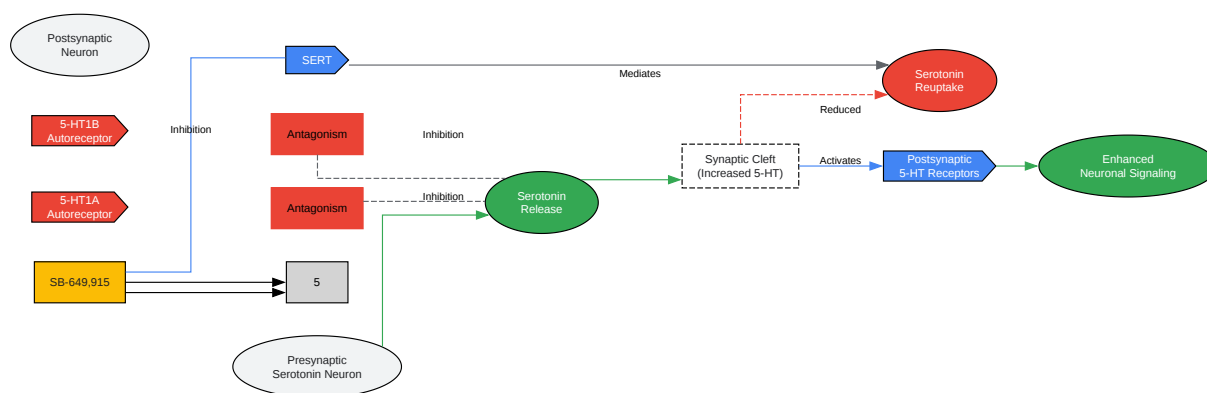 Postsynaptic
Neuron
SERT
Mediates
Serotonin
Reuptake
Reduced
5-HT1B
Autoreceptor
Inhibition
Antagonism
Inhibition
Synaptic Cleft
(Increased 5-HT)
Activates
Postsynaptic
5-HT Receptors
Enhanced
Neuronal Signaling
5-HT1A
Autoreceptor
Antagonism
Inhibition
Serotonin
Release
SB-649,915
5
Presynaptic
Serotonin Neuron